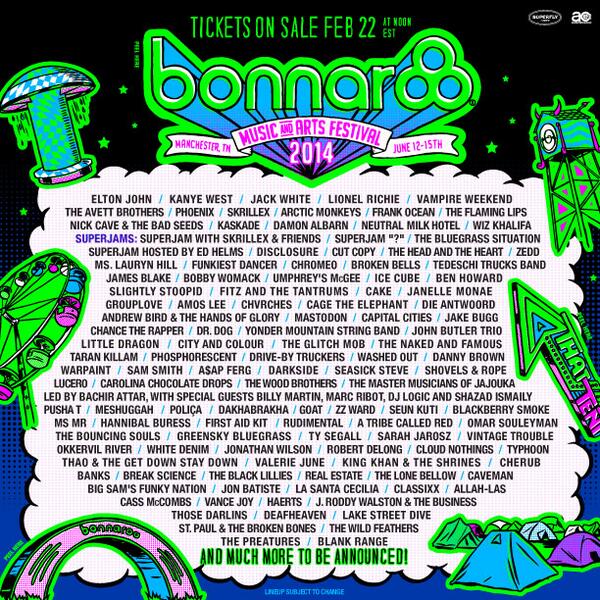 TICKETS ON SALE FEB 22 AT NOON EST
SUPERFLY
PEEL HERE
bonnaroo
MUSIC AND ARTS FESTIVAL
MANCHESTER, TN
2014
JUNE 12-15TH
ELTON JOHN / KANYE WEST / JACK WHITE / LIONEL RICHIE / VAMPIRE WEEKEND
THE AVETT BROTHERS / PHOENIX / SKRILLEX / ARCTIC MONKEYS / FRANK OCEAN / THE FLAMING LIPS
NICK CAVE & THE BAD SEEDS / KASKADE / DAMON ALBARN / NEUTRAL MILK HOTEL / WIZ KHALIFA
SUPERJAMS: SUPERJAM WITH SKRILLEX & FRIENDS / SUPERJAM "?" / THE BLUEGRASS SITUATION
SUPERJAM HOSTED BY ED HELMS / DISCLOSURE / CUT COPY / THE HEAD AND THE HEART / ZEDD
MS. LAURYN HILL / FUNKIEST DANCER / CHROMEO / BROKEN BELLS / TEDESCHI TRUCKS BAND
JAMES BLAKE / BOBBY WOMACK / UMPHREY'S McGEE / ICE CUBE / BEN HOWARD
SLIGHTLY STOOPID / FITZ AND THE TANTRUMS / CAKE / JANELLE MONAE
GROUPLOVE / AMOS LEE / CHVRCHES / CAGE THE ELEPHANT / DIE ANTWOORD
ANDREW BIRD & THE HANDS OF GLORY / MASTODON / CAPITAL CITIES / JAKE BUGG
CHANCE THE RAPPER / DR. DOG / YONDER MOUNTAIN STRING BAND / JOHN BUTLER TRIO
LITTLE DRAGON / CITY AND COLOUR / THE GLITCH MOB / THE NAKED AND FAMOUS
TARAN KILLAM / PHOSPHORESCENT / DRIVE-BY TRUCKERS / WASHED OUT / DANNY BROWN
WARPAINT / SAM SMITH / A$AP FERG / DARKSIDE / SEASICK STEVE / SHOVELS & ROPE
LUCERO / CAROLINA CHOCOLATE DROPS / THE WOOD BROTHERS / THE MASTER MUSICIANS OF JAJOUKA
LED BY BACHIR ATTAR, WITH SPECIAL GUESTS BILLY MARTIN, MARC RIBOT, DJ LOGIC AND SHAZAD ISMAILY
PUSHA T / MESHUGGAH / POLIÇA / DAKHABRAKHA / GOAT / ZZ WARD / SEUN KUTI / BLACKBERRY SMOKE
MS MR / HANNIBAL BURESS / FIRST AID KIT / RUDIMENTAL / A TRIBE CALLED RED / OMAR SOULEYMAN
THE BOUNCING SOULS / GREENSKY BLUEGRASS / TY SEGALL / SARAH JAROSZ / VINTAGE TROUBLE
OKKERVIL RIVER / WHITE DENIM / JONATHAN WILSON / ROBERT DELONG / CLOUD NOTHINGS / TYPHOON
THAO & THE GET DOWN STAY DOWN / VALERIE JUNE / KING KHAN & THE SHRINES / CHERUB
BANKS / BREAK SCIENCE / THE BLACK LILLIES / REAL ESTATE / THE LONE BELLOW / CAVEMAN
BIG SAM'S FUNKY NATION / JON BATISTE / LA SANTA CECILIA / CLASSIXX / ALLAH-LAS
CASS McCOMBS / VANCE JOY / HAERTS / J. RODDY WALSTON & THE BUSINESS
THOSE DARLINS / DEAFHEAVEN / LAKE STREET DIVE
ST. PAUL & THE BROKEN BONES / THE WILD FEATHERS
THE PREATURES / BLANK RANGE
AND MUCH MORE TO BE ANNOUNCED!
bonnaroo
PEEL HERE
LINEUP SUBJECT TO CHANGE